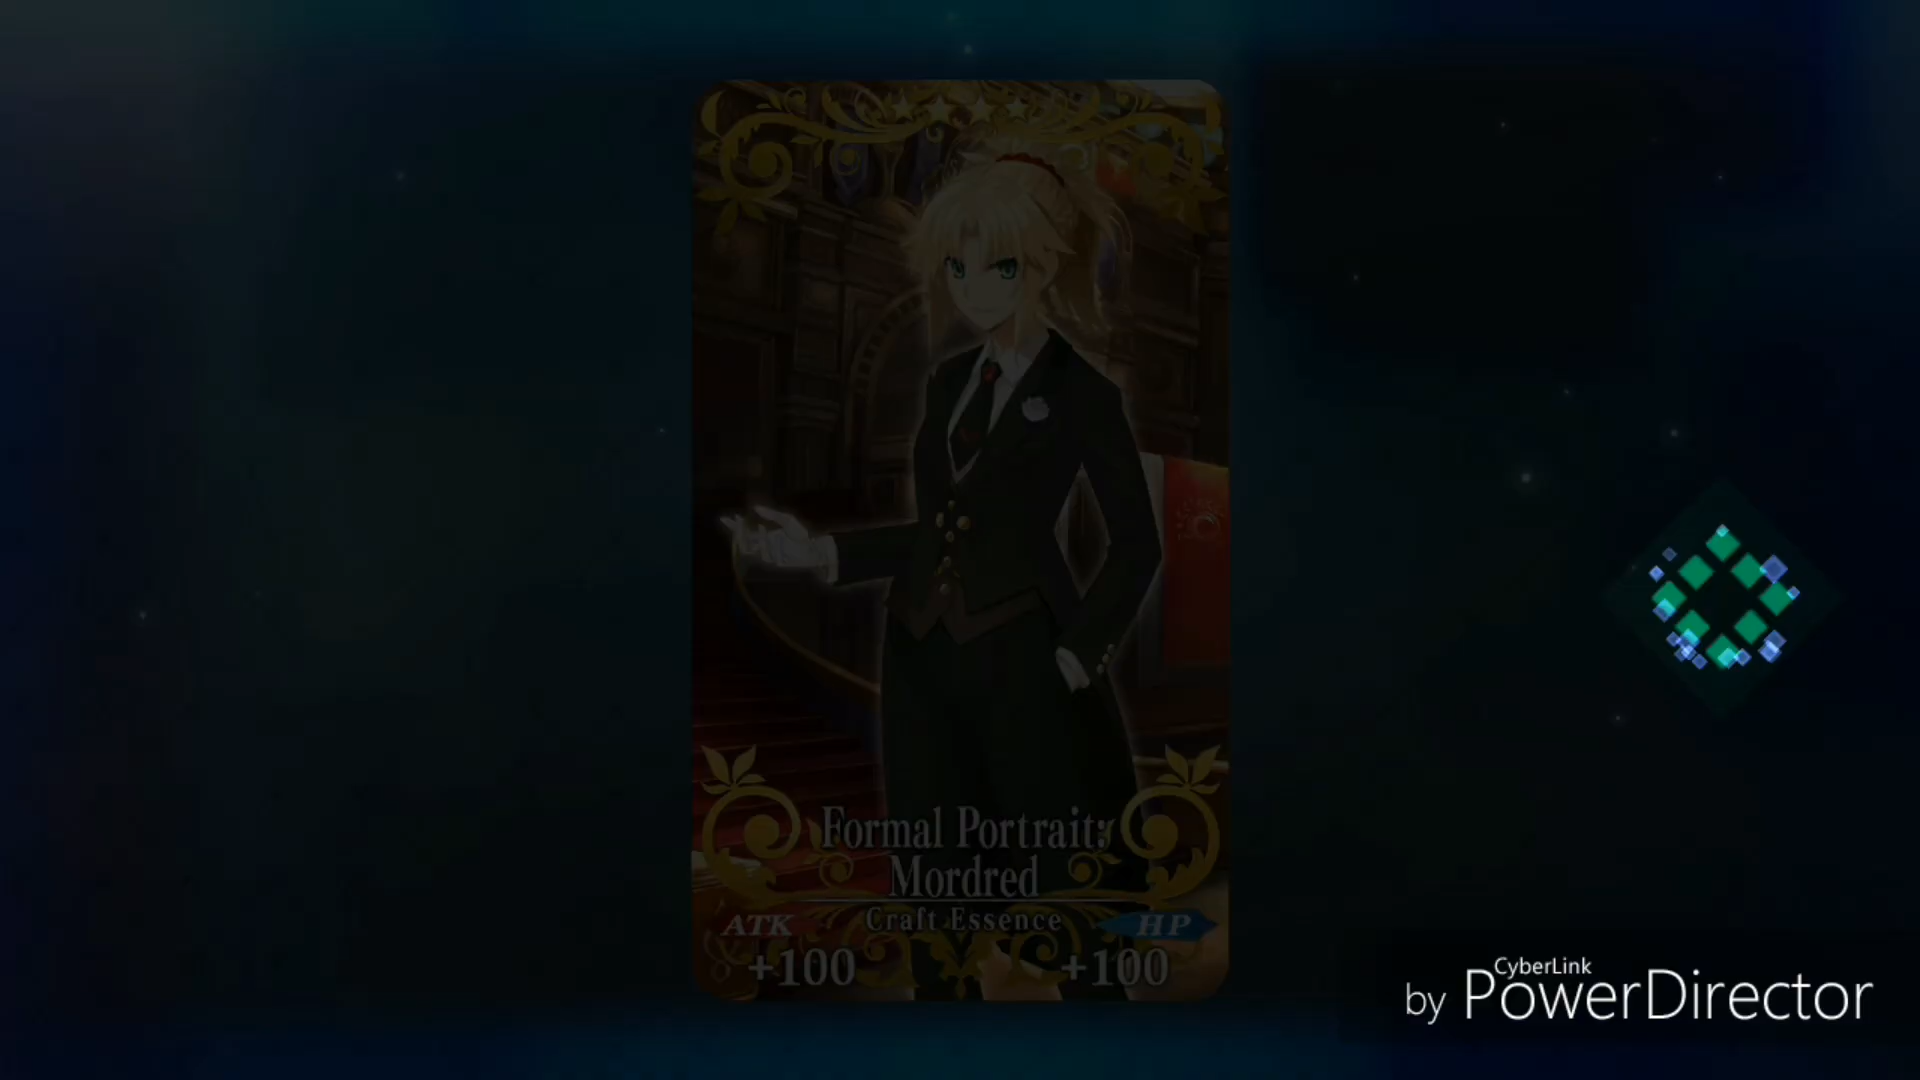 Formal Portrait:
Mordred
Craft Essence
ATK
HP
+100
+100
CyberLink
by PowerDirector